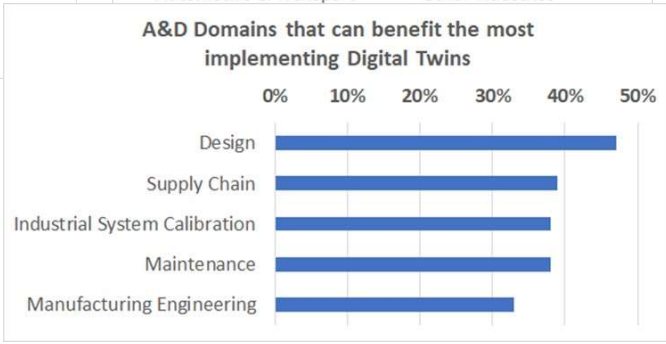 A&D Domains that can benefit the most
implementing Digital Twins
0% 10% 20% 30% 40% 50%
Design
Supply Chain
Industrial System Calibration
Maintenance
Manufacturing Engineering